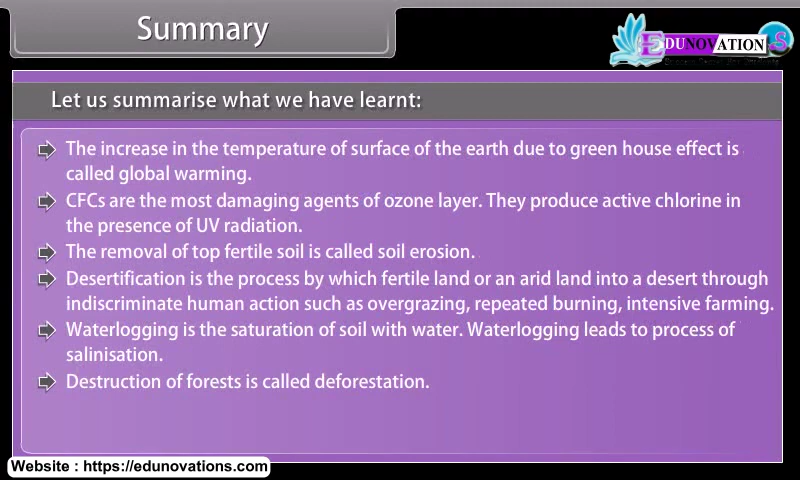 Summary
EDUNOVATION.S
Let us summarise what we have learnt:
The increase in the temperature of surface of the earth due to green house effect is
called global warming.
CFCs are the most damaging agents of ozone layer. They produce active chlorine in
the presence of UV radiation.
The removal of top fertile soil is called soil erosion.
Desertification is the process by which fertile land or an arid land into a desert through
indiscriminate human action such as overgrazing, repeated burning, intensive farming.
Waterlogging is the saturation of soil with water. Waterlogging leads to process of
salinisation.
Destruction of forests is called deforestation.
Website : https://edunovations.com